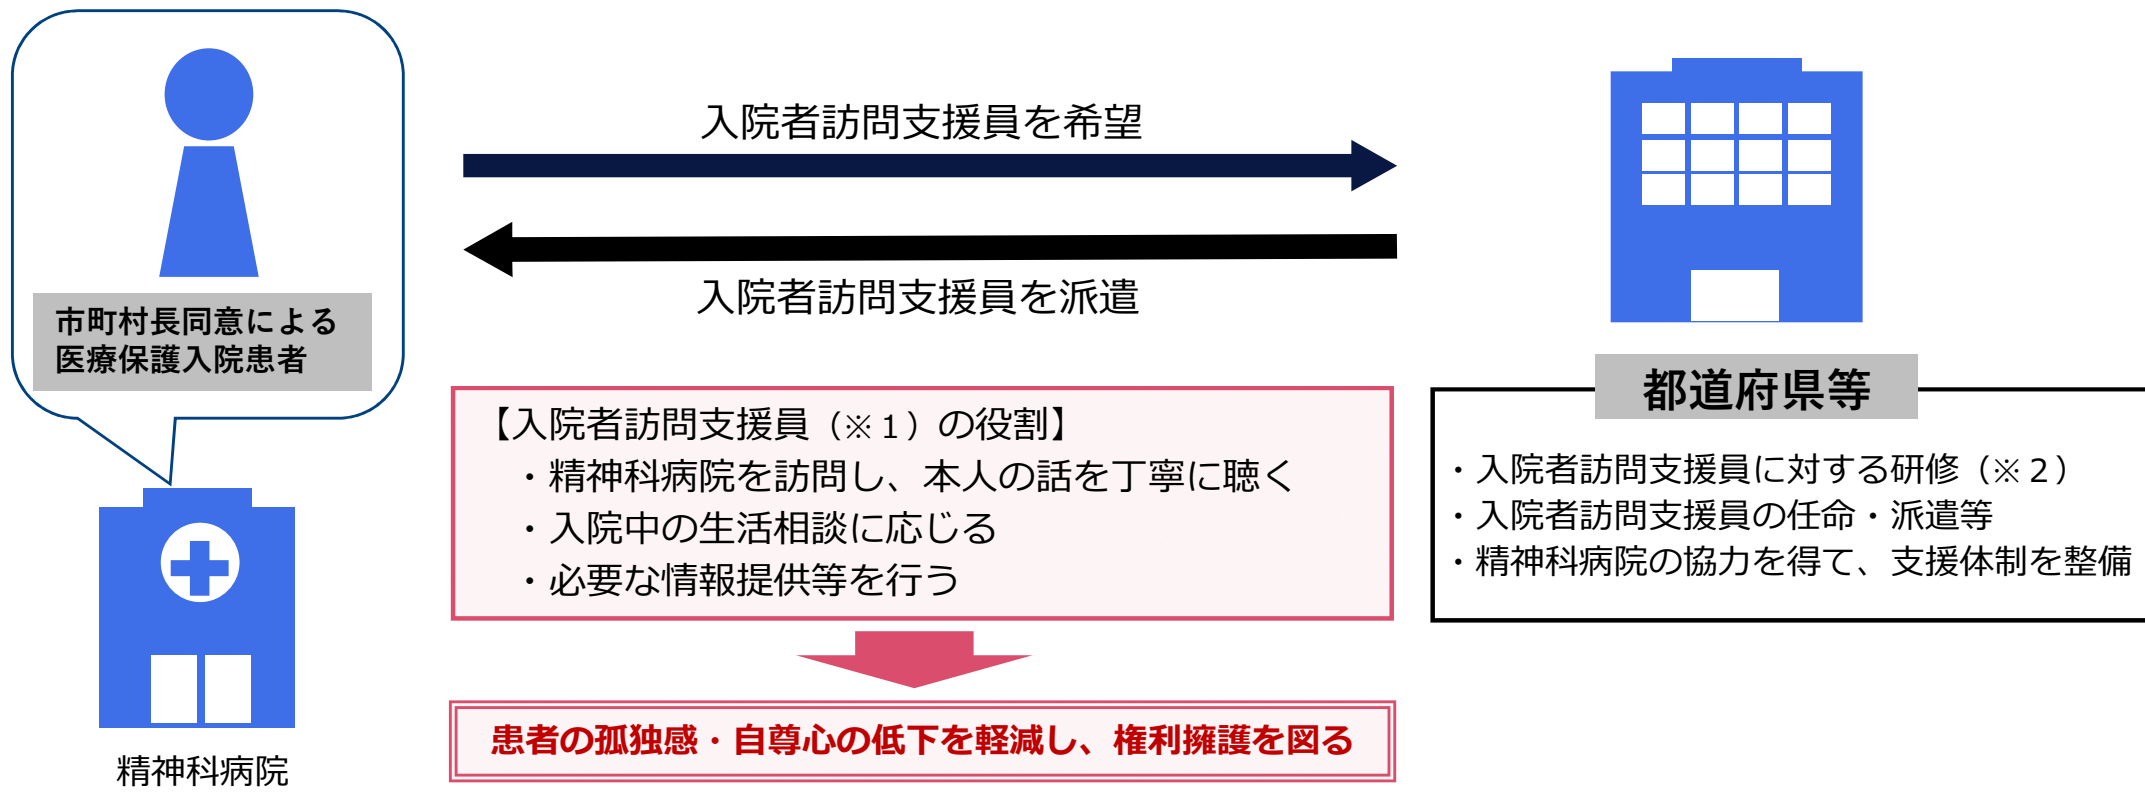 入院者訪問支援員を希望
入院者訪問支援員を派遣
市町村長同意による
医療保護入院患者
精神科病院
【入院者訪問支援員（※１）の役割】
・精神科病院を訪問し、本人の話を丁寧に聴く
・入院中の生活相談に応じる
・必要な情報提供等を行う
患者の孤独感・自尊心の低下を軽減し、権利擁護を図る
都道府県等
・入院者訪問支援員に対する研修（※２）
・入院者訪問支援員の任命・派遣等
・精神科病院の協力を得て、支援体制を整備